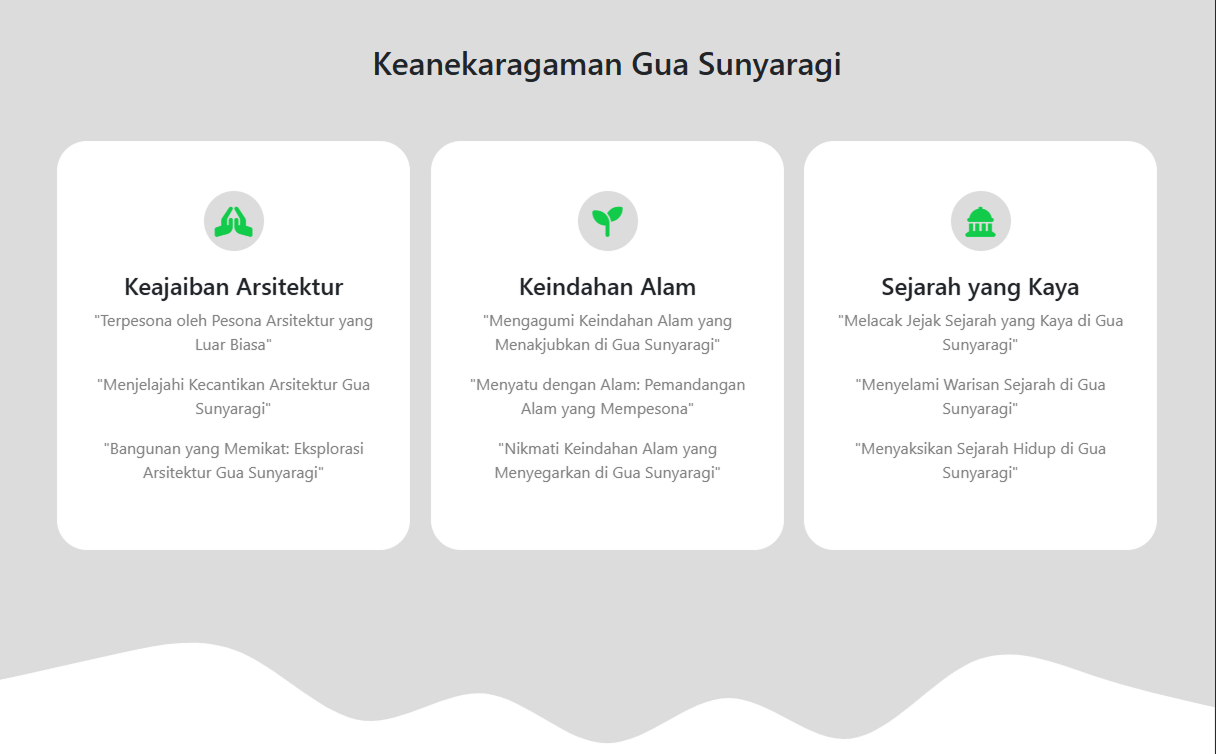 Keanekaragaman Gua Sunyaragi
Keajaiban Arsitektur
"Terpesona oleh Pesona Arsitektur yang
Luar Biasa"
"Menjelajahi Kecantikan Arsitektur Gua
Sunyaragi"
"Bangunan yang Memikat: Eksplorasi
Arsitektur Gua Sunyaragi"
Keindahan Alam
"Mengagumi Keindahan Alam yang
Menakjubkan di Gua Sunyaragi"
"Menyatu dengan Alam: Pemandangan
Alam yang Mempesona"
"Nikmati Keindahan Alam yang
Menyegarkan di Gua Sunyaragi"
Sejarah yang Kaya
"Melacak Jejak Sejarah yang Kaya di Gua
Sunyaragi"
"Menyelami Warisan Sejarah di Gua
Sunyaragi"
"Menyaksikan Sejarah Hidup di Gua
Sunyaragi"